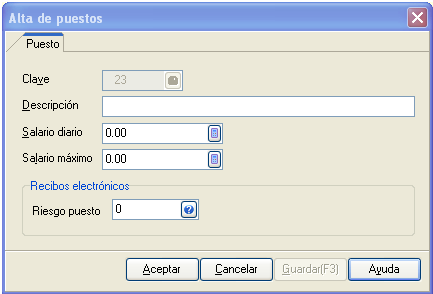 Alta de puestos
Puesto
Clave 23
Descripción
Salario diario 0.00
Salario máximo 0.00
Recibos electrónicos
Riesgo puesto 0
Aceptar Cancelar Guardar(F3) Ayuda